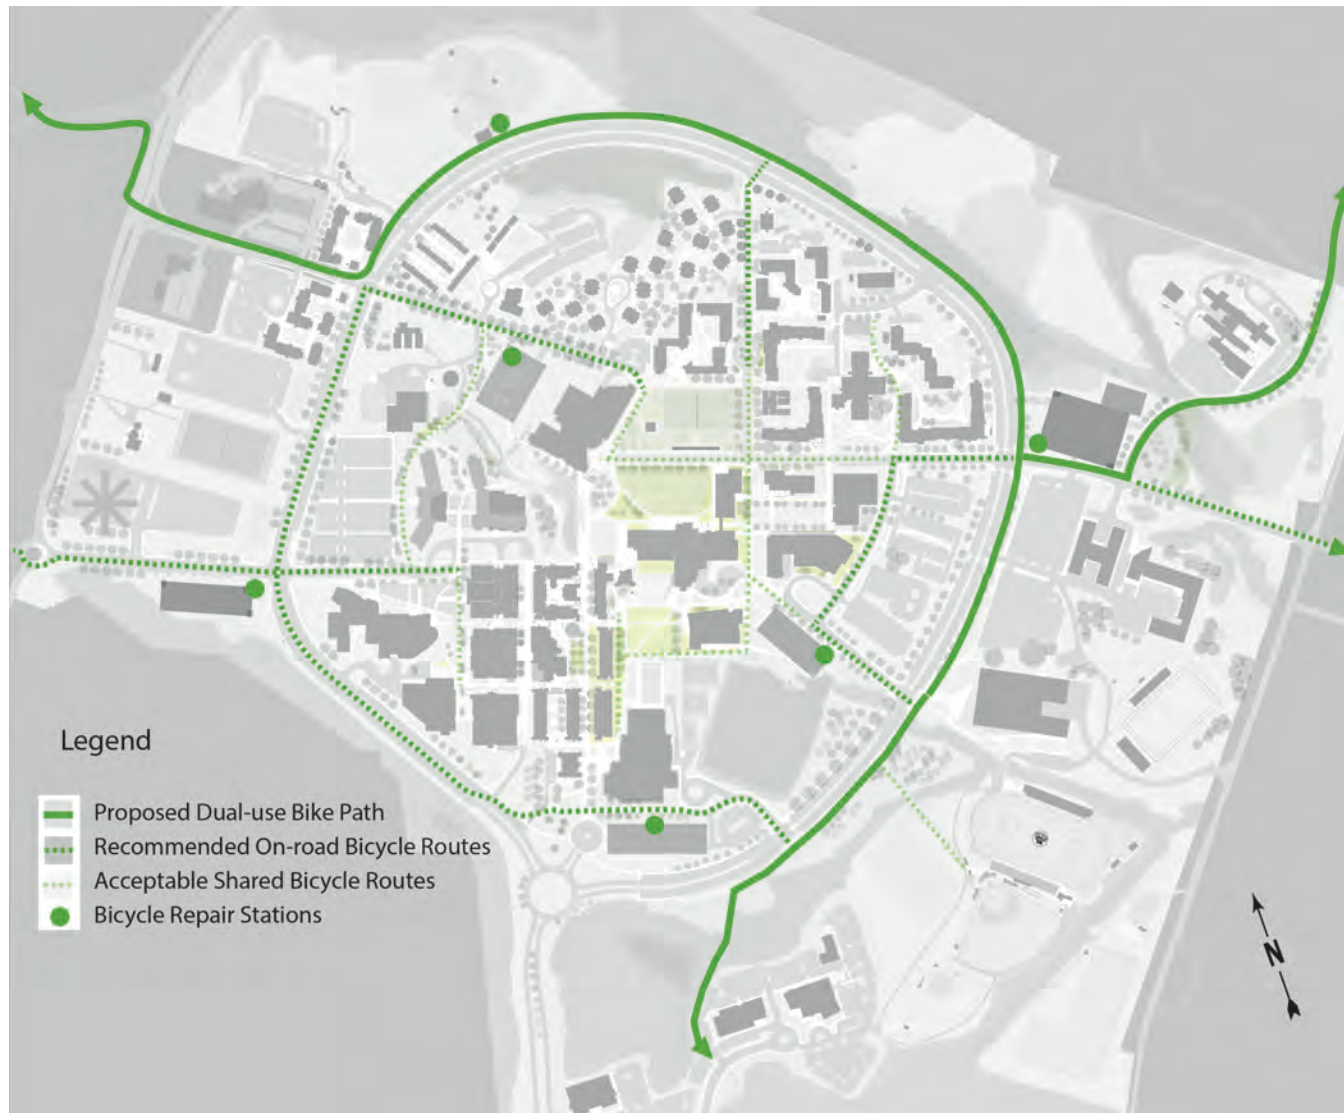 Legend
Proposed Dual-use Bike Path
Recommended On-road Bicycle Routes
Acceptable Shared Bicycle Routes
Bicycle Repair Stations
N